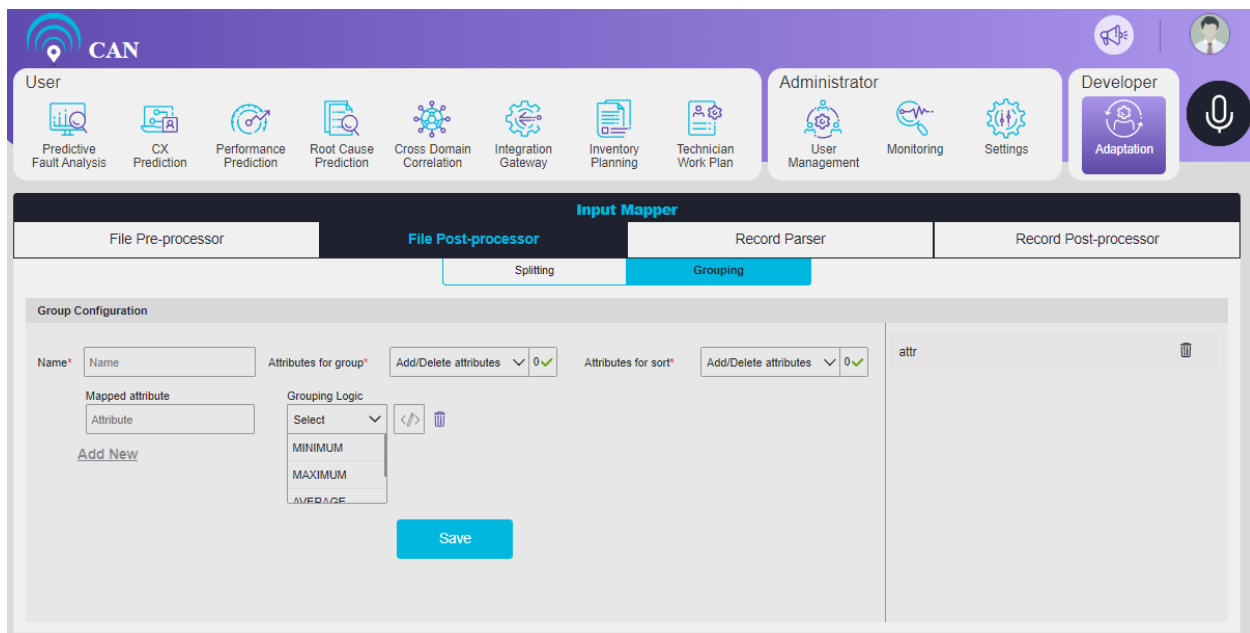 CAN
User
Administrator
Developer
Predictive
Fault Analysis
CX
Prediction
Performance
Prediction
Root Cause
Prediction
Cross Domain
Correlation
Integration
Gateway
Inventory
Planning
Technician
Work Plan
User
Management
Monitoring
Settings
Adaptation
Input Mapper
File Pre-processor
File Post-processor
Record Parser
Record Post-processor
Splitting
Grouping
Group Configuration
Name*
Name
Attributes for group*
Add/Delete attributes
0
Attributes for sort*
Add/Delete attributes
0
attr
Mapped attribute
Grouping Logic
Attribute
Select
</>
MINIMUM
Add New
MAXIMUM
AVERAGE
Save